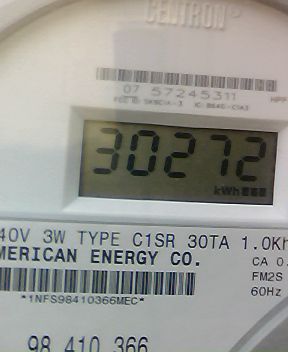 CENTRON®
07 57245311
30272
kWh
40V 3W TYPE C1SR 30TA 1.0Kh
MERICAN ENERGY CO.
CA 0.
FM2S
60Hz
*1NFS98410366MEC*
98 410 366